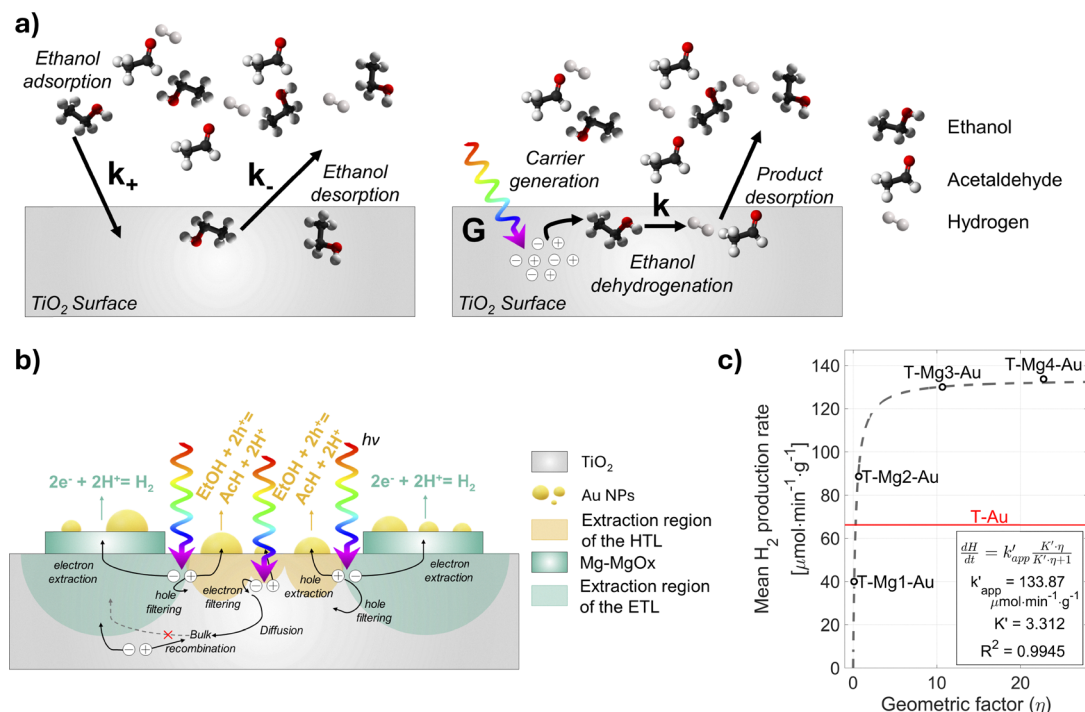 a)
Ethanol
adsorption
k+
k-
Ethanol
desorption
TiO2 Surface
Carrier
generation
G
k
Product
desorption
Ethanol
dehydrogenation
TiO2 Surface
Ethanol
Acetaldehyde
Hydrogen
b)
2e- + 2H+= H2
EtOH + 2h+=
AcH + 2H+
EtOH + 2h+=
AcH + 2H+
hν
2e- + 2H+= H2
electron
extraction
hole
filtering
electron
filtering
hole
extraction
hole
filtering
electron
extraction
Diffusion
Bulk
recombination
TiO2
Au NPs
Extraction region
of the HTL
Mg-MgOx
Extraction region
of the ETL
c)
Mean H2 production rate
[μmol·min-1·g-1]
140
120
100
80
60
40
20
0
T-Mg3-Au
T-Mg4-Au
T-Mg2-Au
T-Au
T-Mg1-Au
dH/dt = k'app K'·η/K'·η+1
k'app = 133.87
μmol·min-1·g-1
K' = 3.312
R2 = 0.9945
0
10
20
Geometric factor (η)